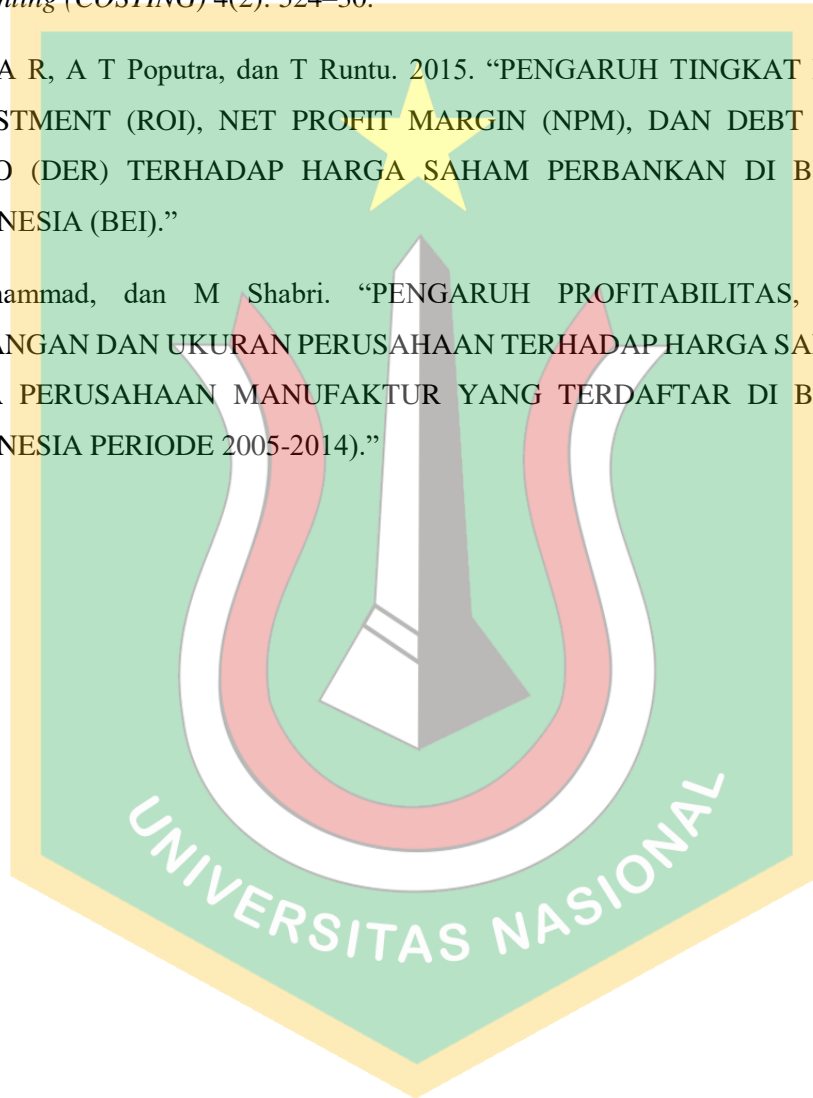 nting (COSTING) 4(2): 324–30.
A R, A T Poputra, dan T Runtu. 2015. “PENGARUH TINGKAT
STMENT (ROI), NET PROFIT MARGIN (NPM), DAN DEBT
O (DER) TERHADAP HARGA SAHAM PERBANKAN DI B
NESIA (BEI).”
ammad, dan M Shabri. “PENGARUH PROFITABILITAS,
ANGAN DAN UKURAN PERUSAHAAN TERHADAP HARGA SA
PERUSAHAAN MANUFAKTUR YANG TERDAFTAR DI B
NESIA PERIODE 2005-2014).”
UNIVERSITAS NASIONAL